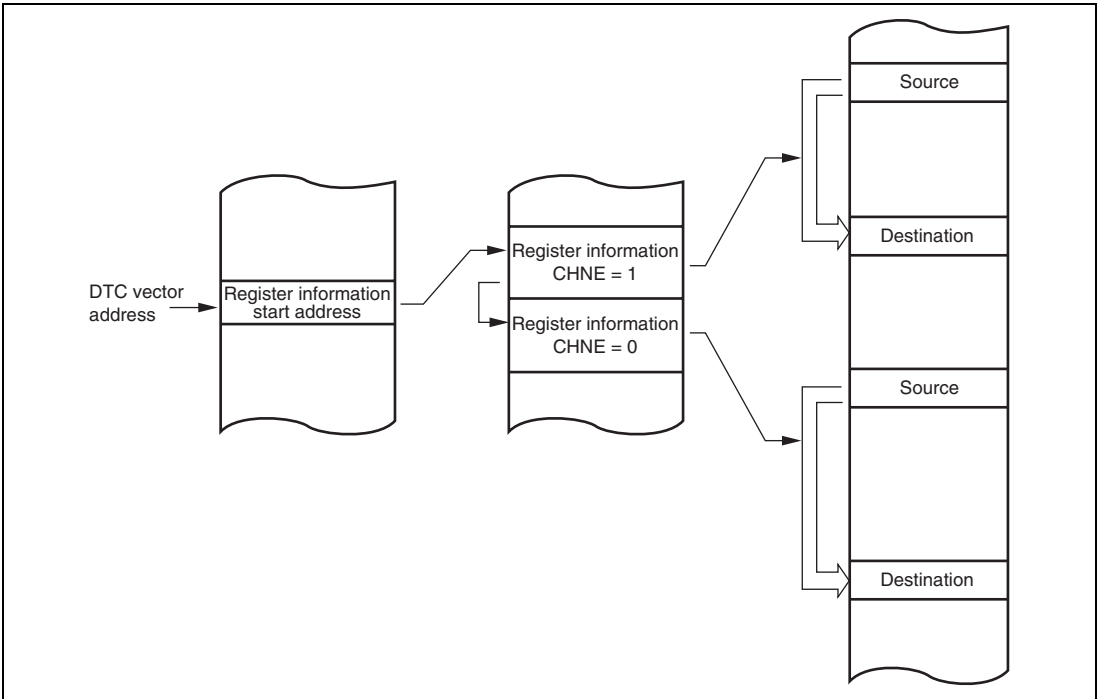 DTC vector
address
Register information
start address
Register information
CHNE = 1
Register information
CHNE = 0
Source
Destination
Source
Destination